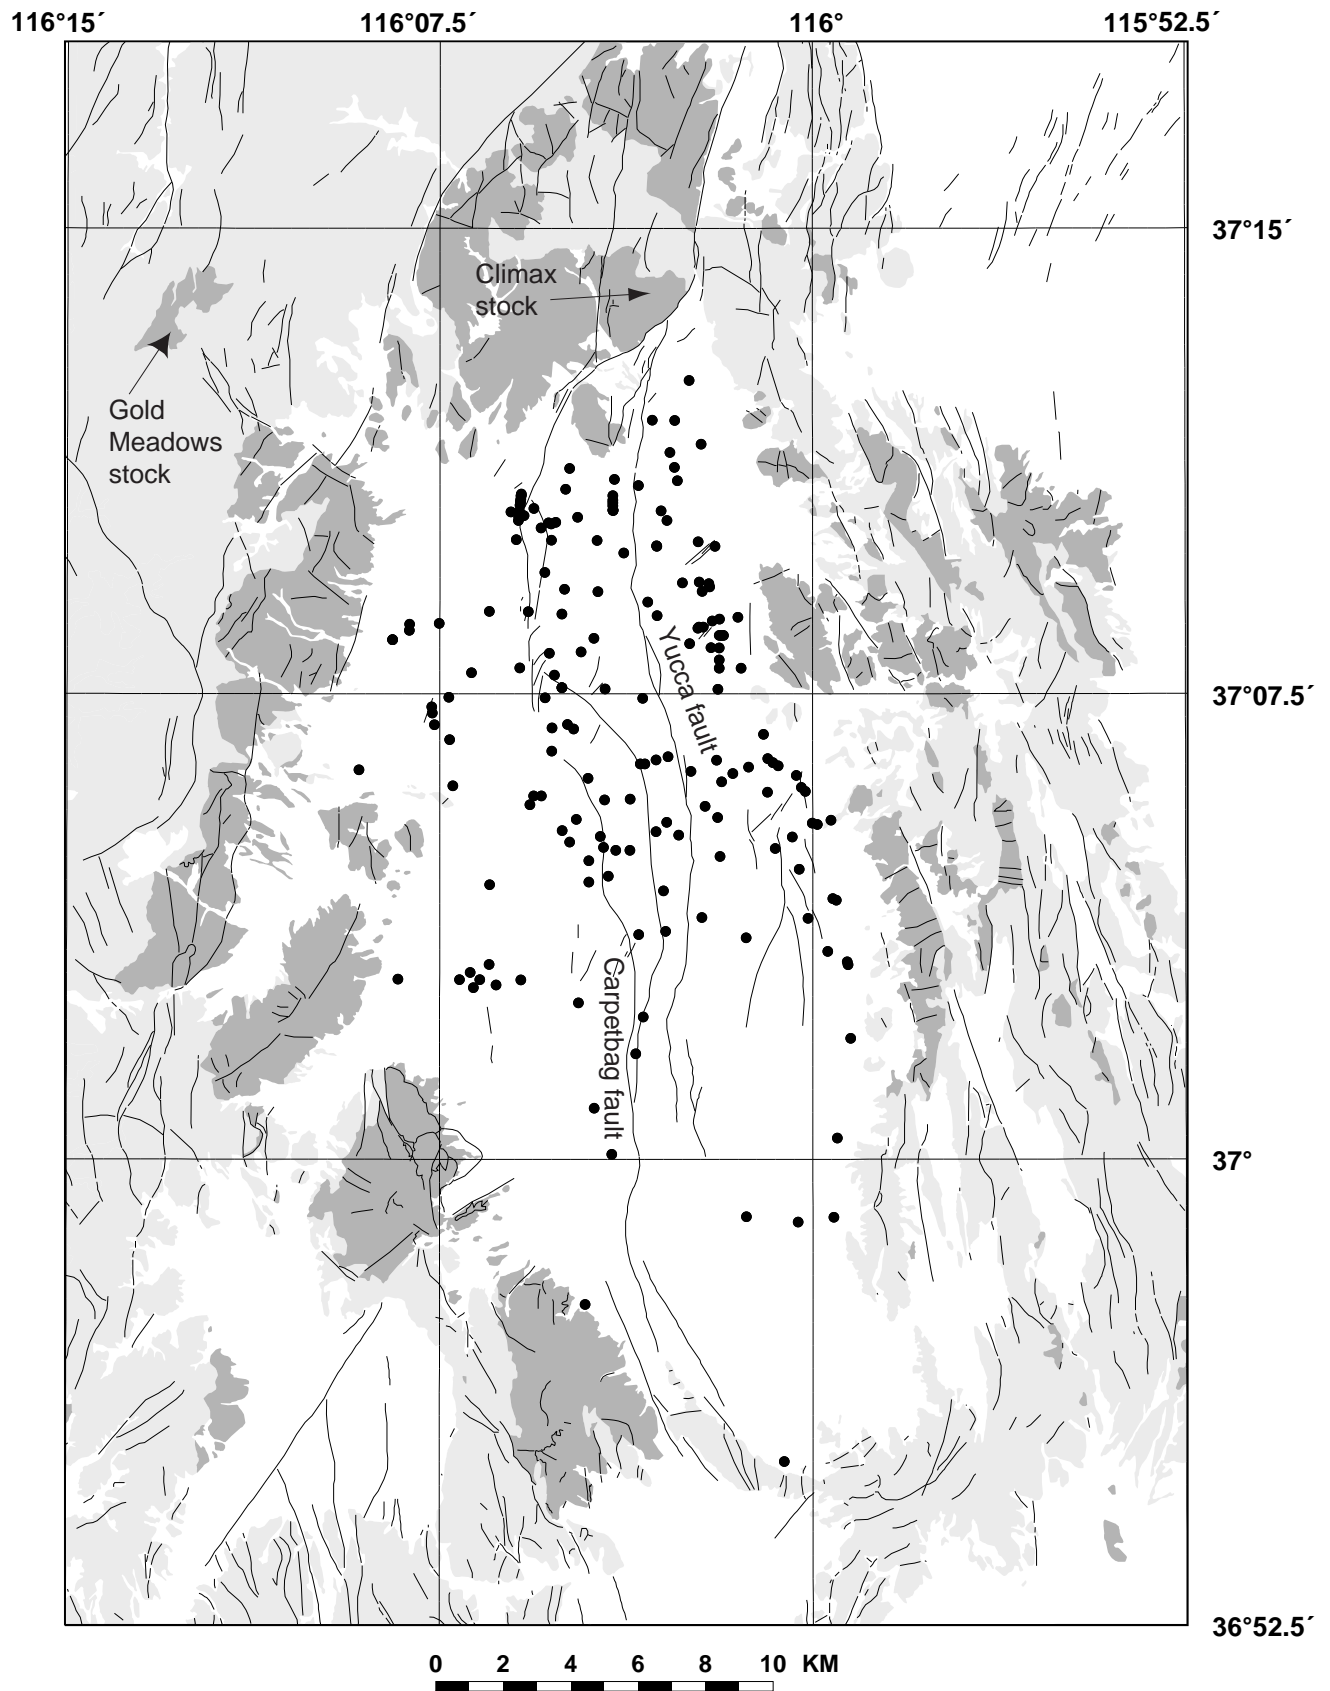 116°15´ 116°07.5´ 116° 115°52.5´
37°15´
Climax
stock
Gold
Meadows
stock
Yucca fault
37°07.5´
Carpetbag fault
37°
36°52.5´
0 2 4 6 8 10 KM